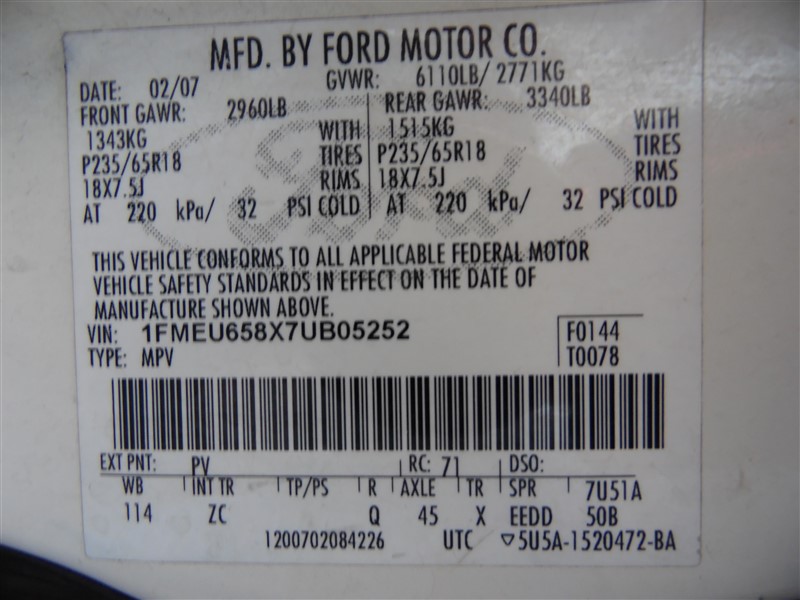 MFD. BY FORD MOTOR CO.
DATE: 02/07 GVWR: 6110LB/ 2771KG
FRONT GAWR: 2960LB REAR GAWR: 3340LB
1343KG WITH 1515KG WITH
P235/65R18 TIRES P235/65R18 TIRES
18X7.5J RIMS 18X7.5J RIMS
AT 220 kPa/ 32 PSI COLD AT 220 kPa/ 32 PSI COLD
Ford
THIS VEHICLE CONFORMS TO ALL APPLICABLE FEDERAL MOTOR
VEHICLE SAFETY STANDARDS IN EFFECT ON THE DATE OF
MANUFACTURE SHOWN ABOVE.
VIN: 1FMEU658X7UB05252 F0144
TYPE: MPV T0078
EXT PNT: PV RC: 71 DSO:
WB INT TR TP/PS R AXLE TR SPR 7U51A
114 ZC Q 45 X EEDD 50B
1200702084226 UTC ▽5U5A-1520472-BA